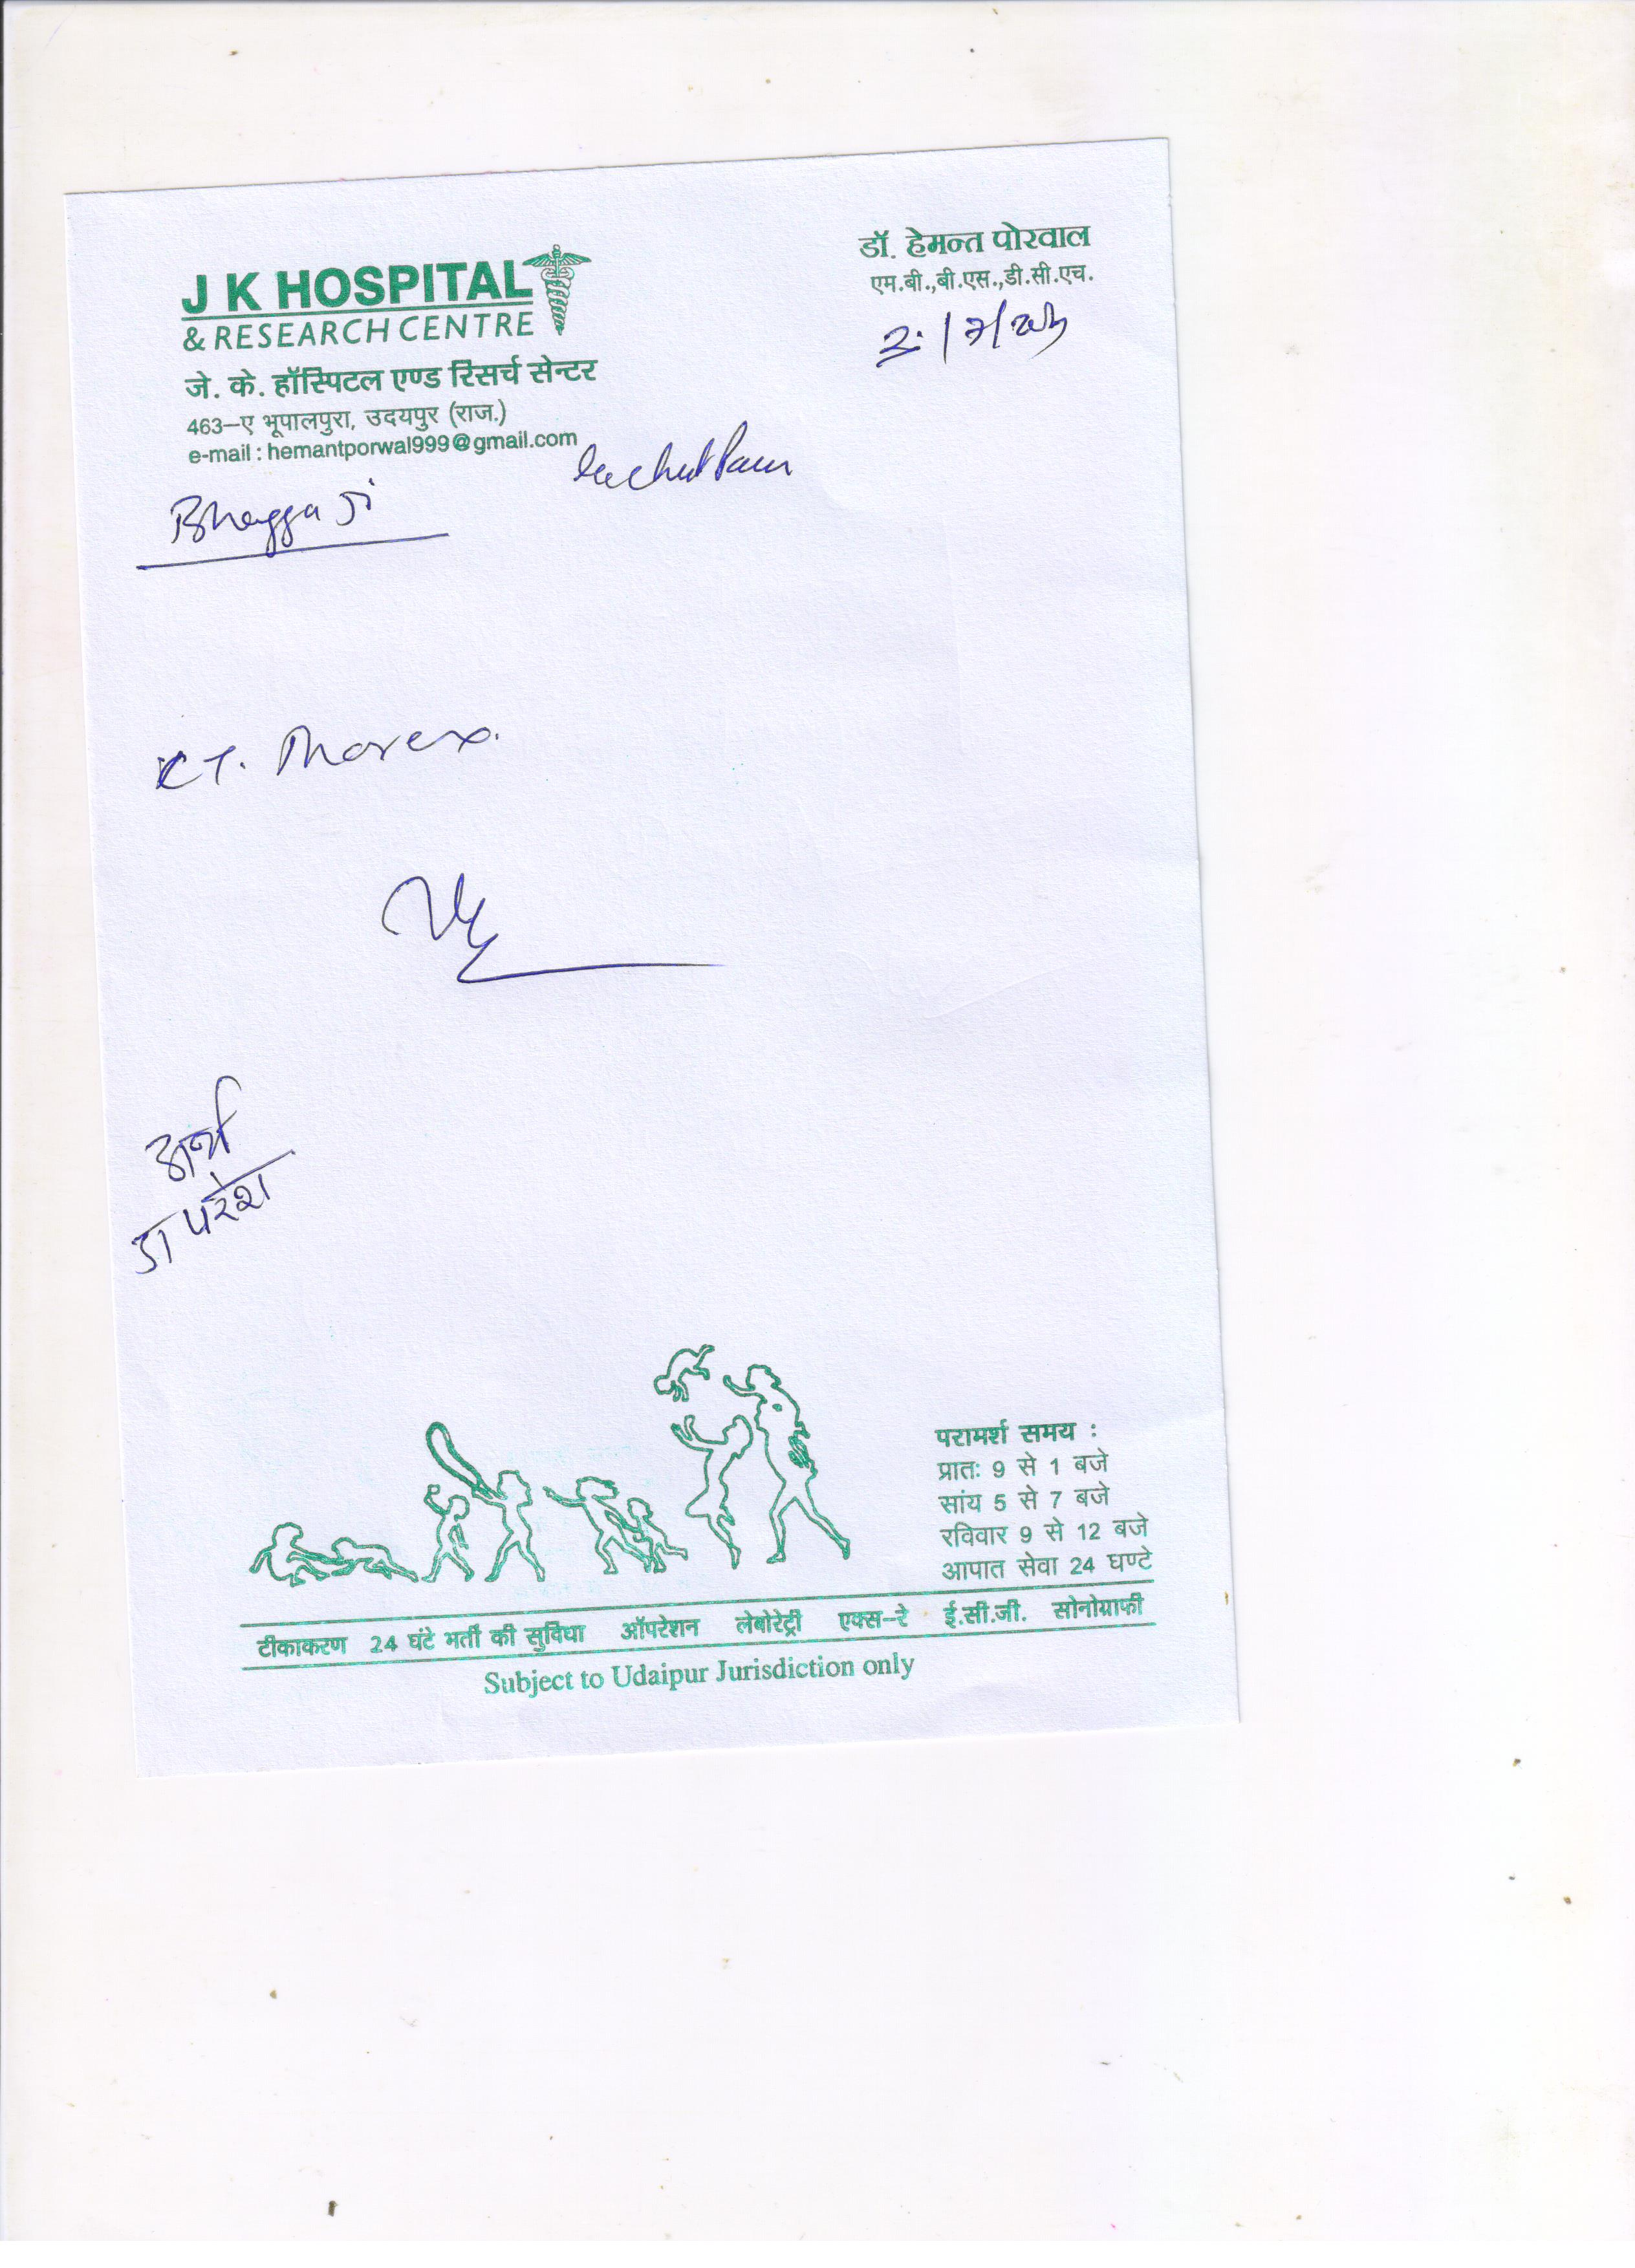 J K HOSPITAL
& RESEARCH CENTRE
जे. के. हॉस्पिटल एण्ड रिसर्च सेन्टर
463–ए भूपालपुरा, उदयपुर (राज.)
e-mail : hemantporwal999@gmail.com
डॉ. हेमन्त पोरवाल
एम.बी.,बी.एस.,डी.सी.एच.
Bhagga Ji
CT. Thorex.
डा परेश
परामर्श समय :
प्रातः 9 से 1 बजे
सांय 5 से 7 बजे
रविवार 9 से 12 बजे
आपात सेवा 24 घण्टे
टीकाकरण 24 घंटे भर्ती की सुविधा ऑपरेशन लेबोरेट्री एक्स–रे ई.सी.जी. सोनोग्राफी
Subject to Udaipur Jurisdiction only